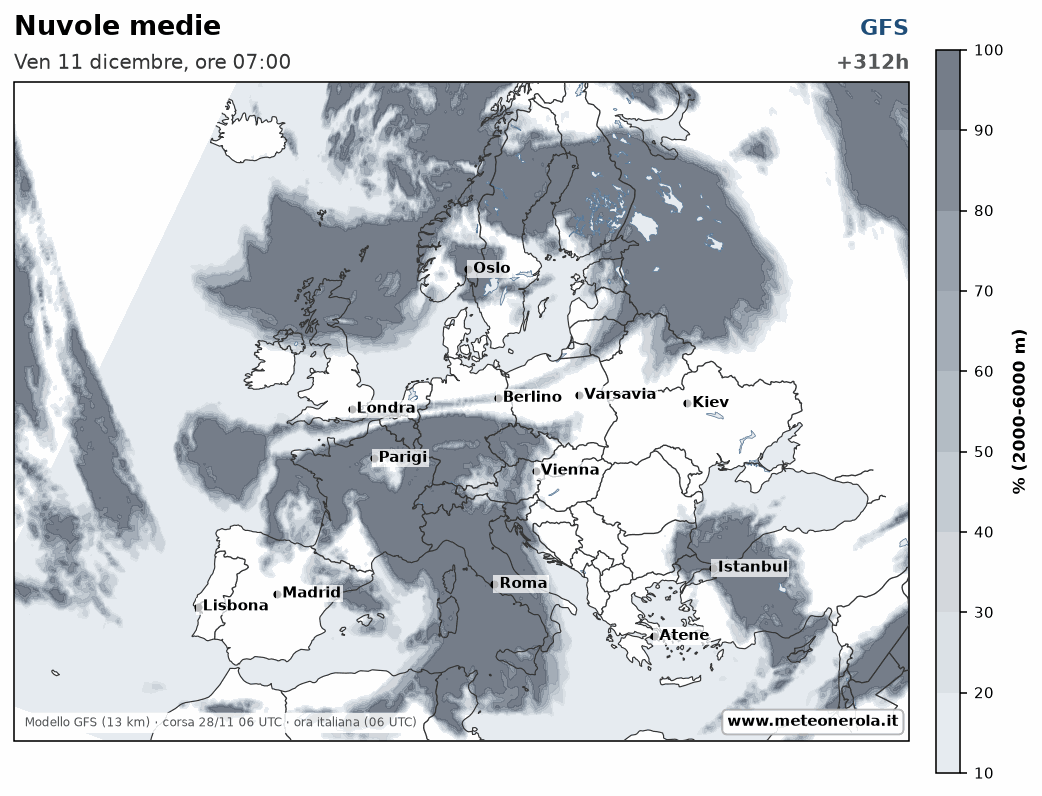 Nuvole medie
GFS
Ven 11 dicembre, ore 07:00
+312h
100
90
80
70
60
50
40
30
20
10
% (2000-6000 m)
Oslo
Berlino
Varsavia
Kiev
Londra
Parigi
Vienna
Istanbul
Roma
Madrid
Lisbona
Atene
Modello GFS (13 km) · corsa 28/11 06 UTC · ora italiana (06 UTC)
www.meteonerola.it